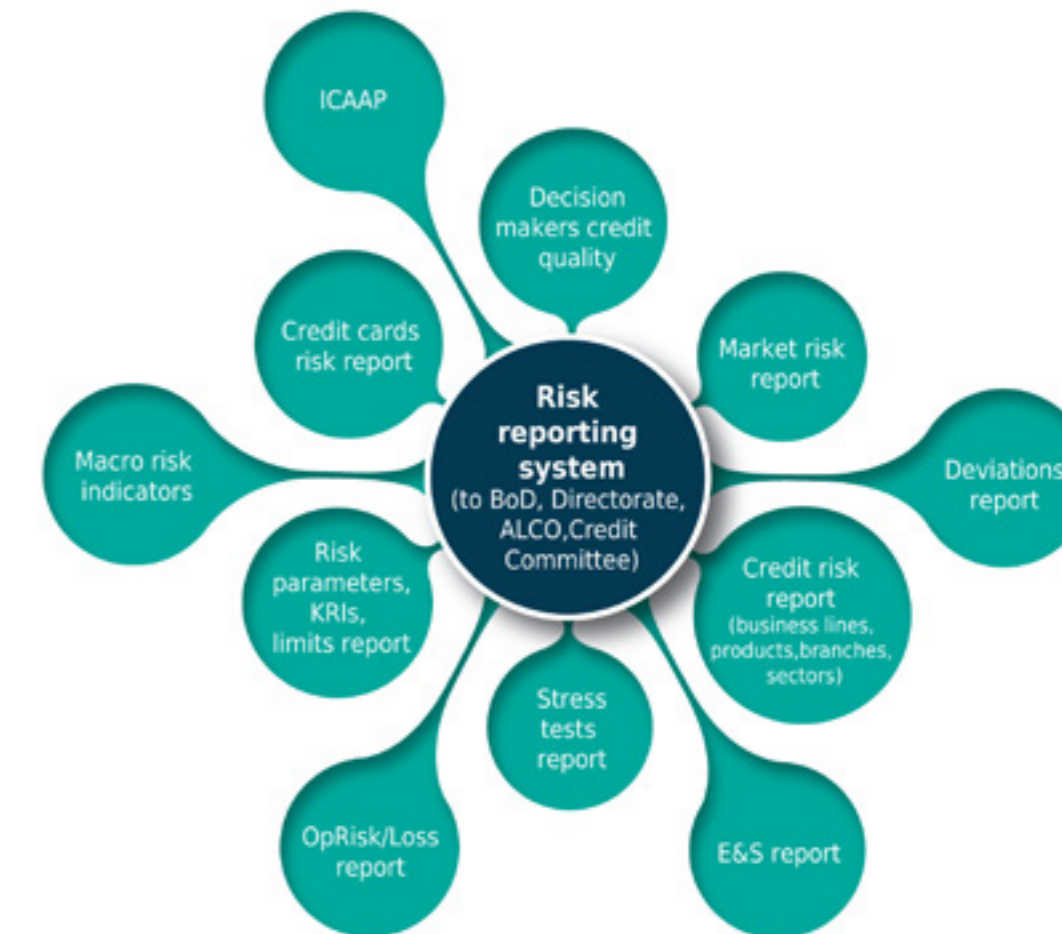 ICAAP
Decision
makers credit
quality
Credit cards
risk report
Market risk
report
Macro risk
indicators
Risk
reporting
system
(to BoD, Directorate,
ALCO,Credit
Committee)
Deviations
report
Risk
parameters,
KRIs,
limits report
Credit risk
report
(business lines,
products,branches,
sectors)
Stress
tests
report
OpRisk/Loss
report
E&S report